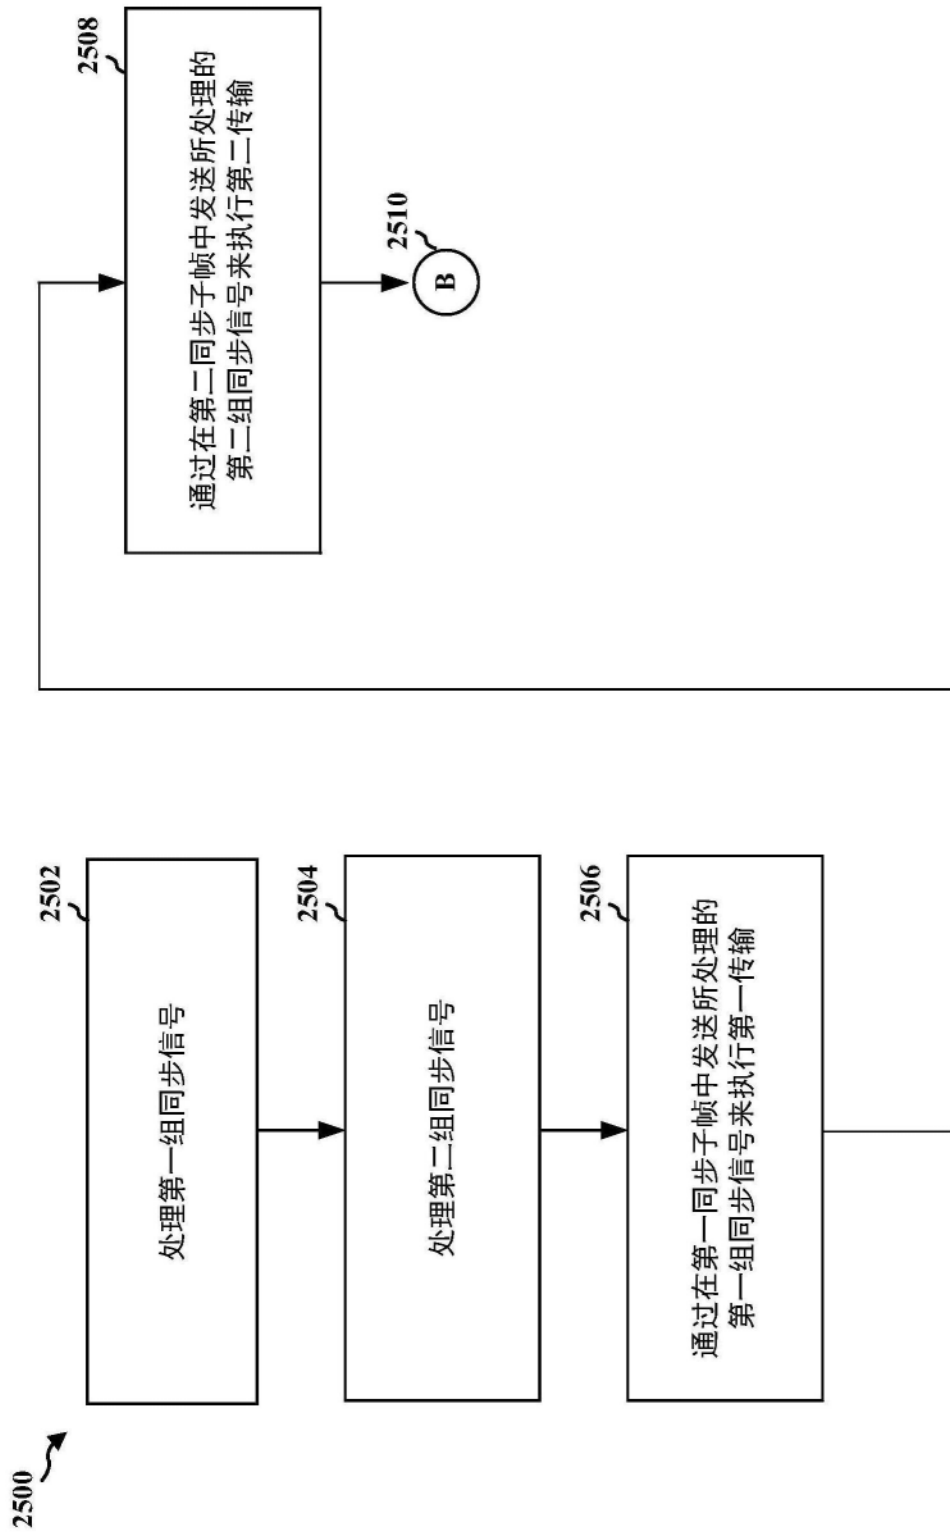 2500
2502
处理第一组同步信号
2504
处理第二组同步信号
2506
通过在第一同步子帧中发送所处理的
第一组同步信号来执行第一传输
2508
通过在第二同步子帧中发送所处理的
第二组同步信号来执行第二传输
2510
B